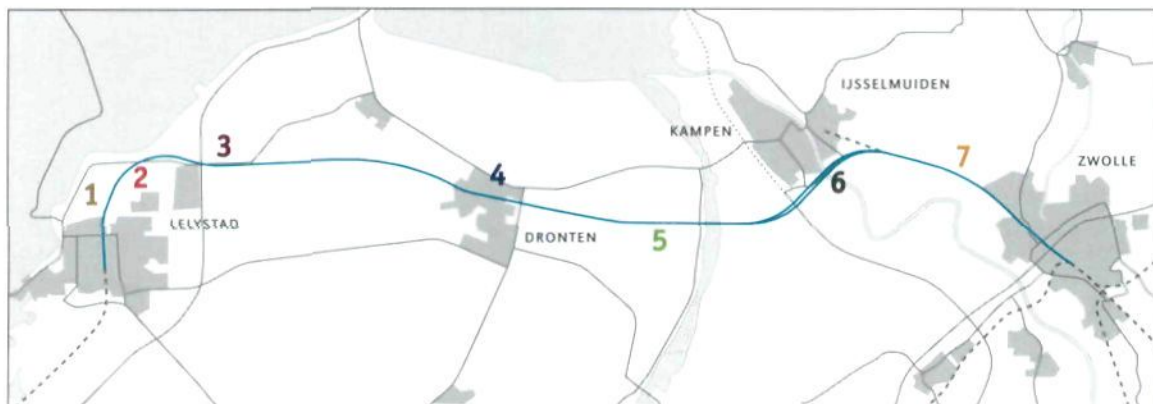 IJSSELMUIDEN
KAMPEN
3
7
ZWOLLE
2
4
6
1
LELYSTAD
DRONTEN
5